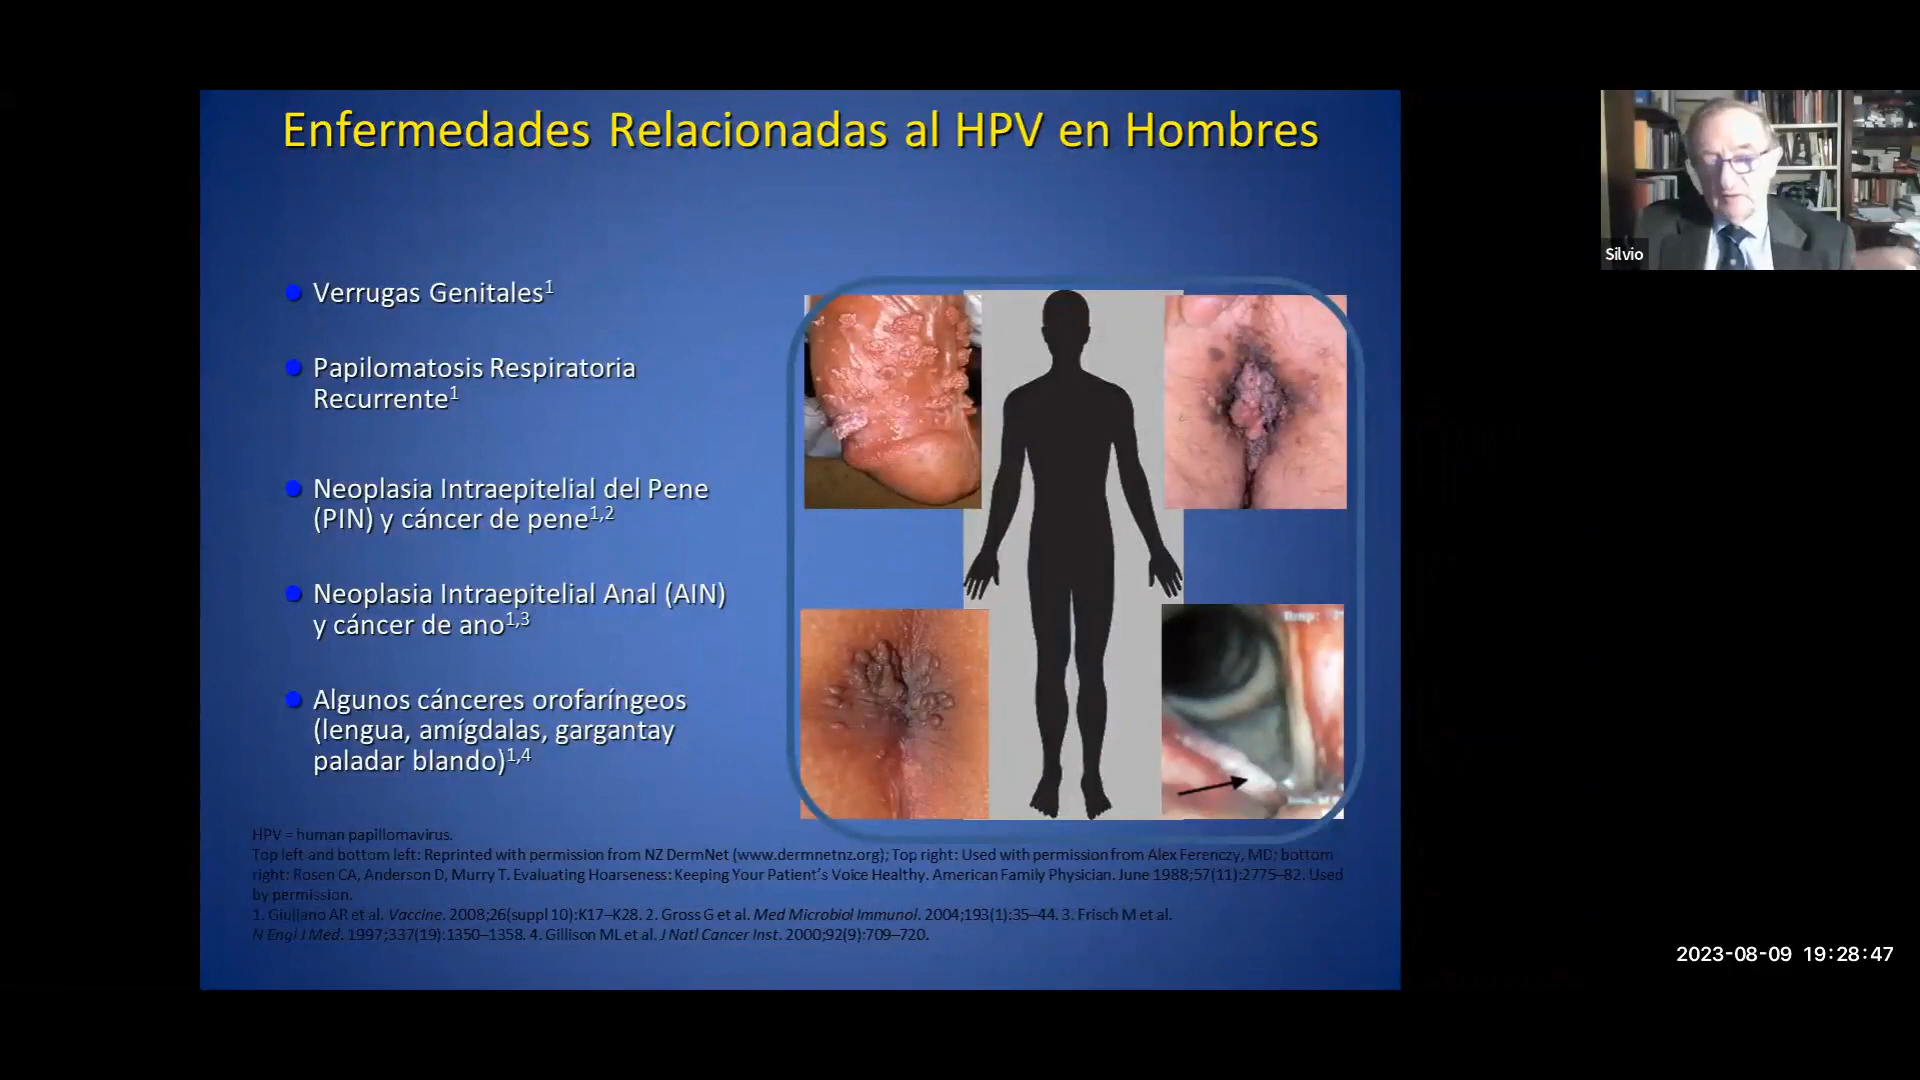 Enfermedades Relacionadas al HPV en Hombres
Verrugas Genitales1
Papilomatosis Respiratoria
Recurrente1
Neoplasia Intraepitelial del Pene
(PIN) y cáncer de pene1,2
Neoplasia Intraepitelial Anal (AIN)
y cáncer de ano1,3
Algunos cánceres orofaríngeos
(lengua, amígdalas, gargantay
paladar blando)1,4
HPV = human papillomavirus.
Top left and bottom left: Reprinted with permission from NZ DermNet (www.dermnetnz.org); Top right: Used with permission from Alex Ferenczy, MD; bottom
right: Rosen CA, Anderson D, Murry T. Evaluating Hoarseness: Keeping Your Patient's Voice Healthy. American Family Physician. June 1988;57(11):2775–82. Used
by permission.
1. Giuliano AR et al. Vaccine. 2008;26(suppl 10):K17–K28. 2. Gross G et al. Med Microbiol Immunol. 2004;193(1):35–44. 3. Frisch M et al.
N Engl J Med. 1997;337(19):1350–1358. 4. Gillison ML et al. J Natl Cancer Inst. 2000;92(9):709–720.
Silvio
2023-08-09 19:28:47